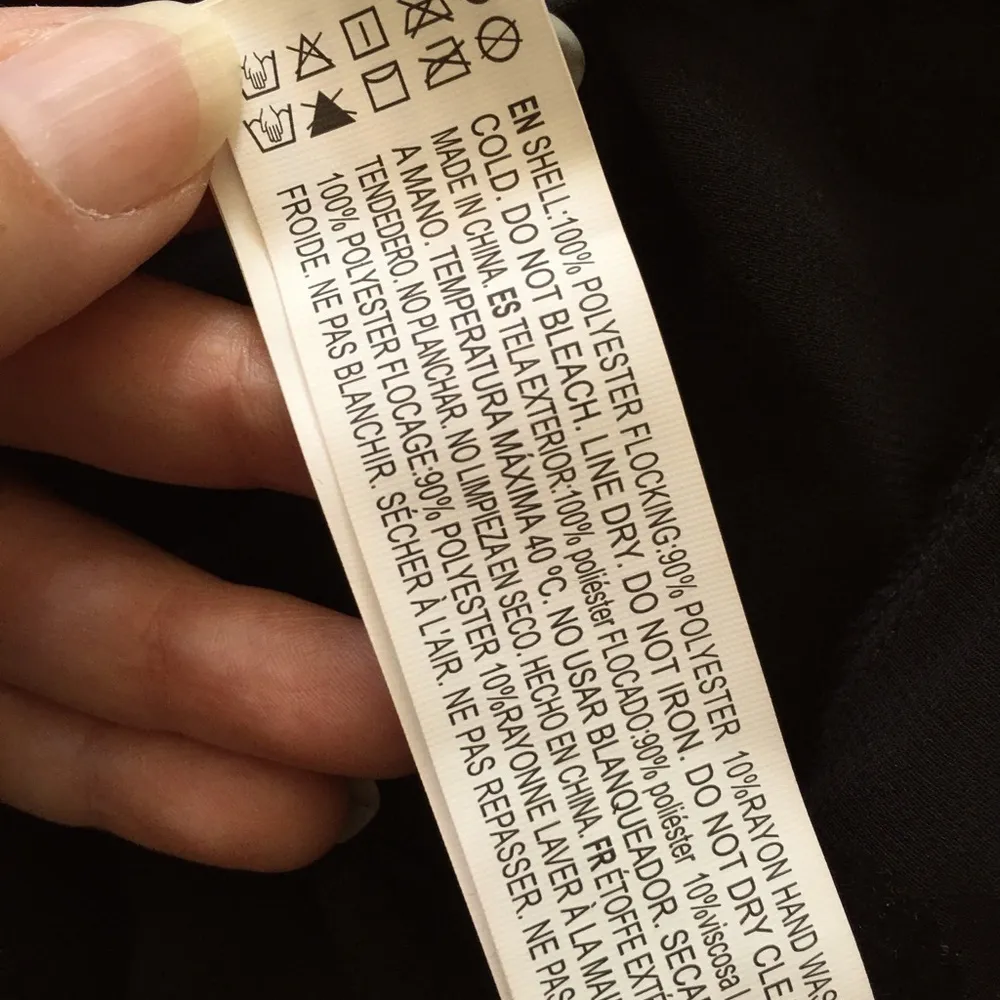 EN SHELL:100% POLYESTER FLOCKING:90% POLYESTER 10%RAYON HAND WAS
COLD. DO NOT BLEACH. LINE DRY. DO NOT IRON. DO NOT DRY CLE
MADE IN CHINA. ES TELA EXTERIOR:100% poliéster FLOCADO:90% poliéster 10%viscosa
A MANO. TEMPERATURA MÁXIMA 40 °C. NO USAR BLANQUEADOR. SECA
TENDEDERO. NO PLANCHAR. NO LIMPIEZA EN SECO. HECHO EN CHINA. FR ÉTOFFE EXTÉ
100% POLYESTER FLOCAGE:90% POLYESTER 10%RAYONNE LAVER À LA MAI
FROIDE. NE PAS BLANCHIR. SÉCHER À L'AIR. NE PAS REPASSER. NE PAS